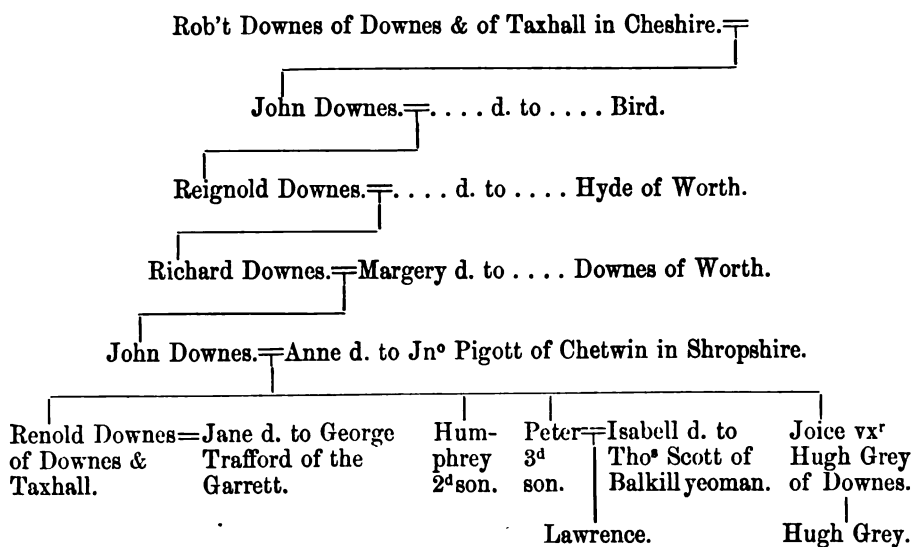 Rob't Downes of Downes & of Taxhall in Cheshire.
John Downes. .... d. to .... Bird.
Reignold Downes. .... d. to .... Hyde of Worth.
Richard Downes. Margery d. to .... Downes of Worth.
John Downes. Anne d. to Jnº Pigott of Chetwin in Shropshire.
Renold Downes=Jane d. to George
of Downes & Trafford of the
Taxhall. Garrett.
Hum-
phrey
2ᵈ son.
Peter
3ᵈ
son.
Isabell d. to
Thoˢ Scott of
Balkill yeoman.
Joice vxʳ
Hugh Grey
of Downes.
Lawrence.
Hugh Grey.